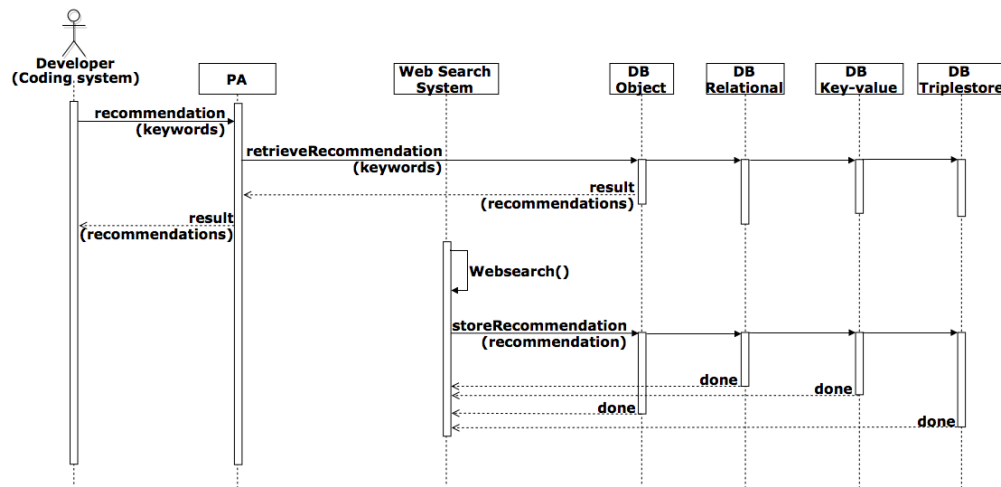 Developer
(Coding system)
PA
Web Search
System
DB
Object
DB
Relational
DB
Key-value
DB
Triplestore
recommendation
(keywords)
retrieveRecommendation
(keywords)
result
(recommendations)
result
(recommendations)
Websearch()
storeRecommendation
(recommendation)
done
done
done
done